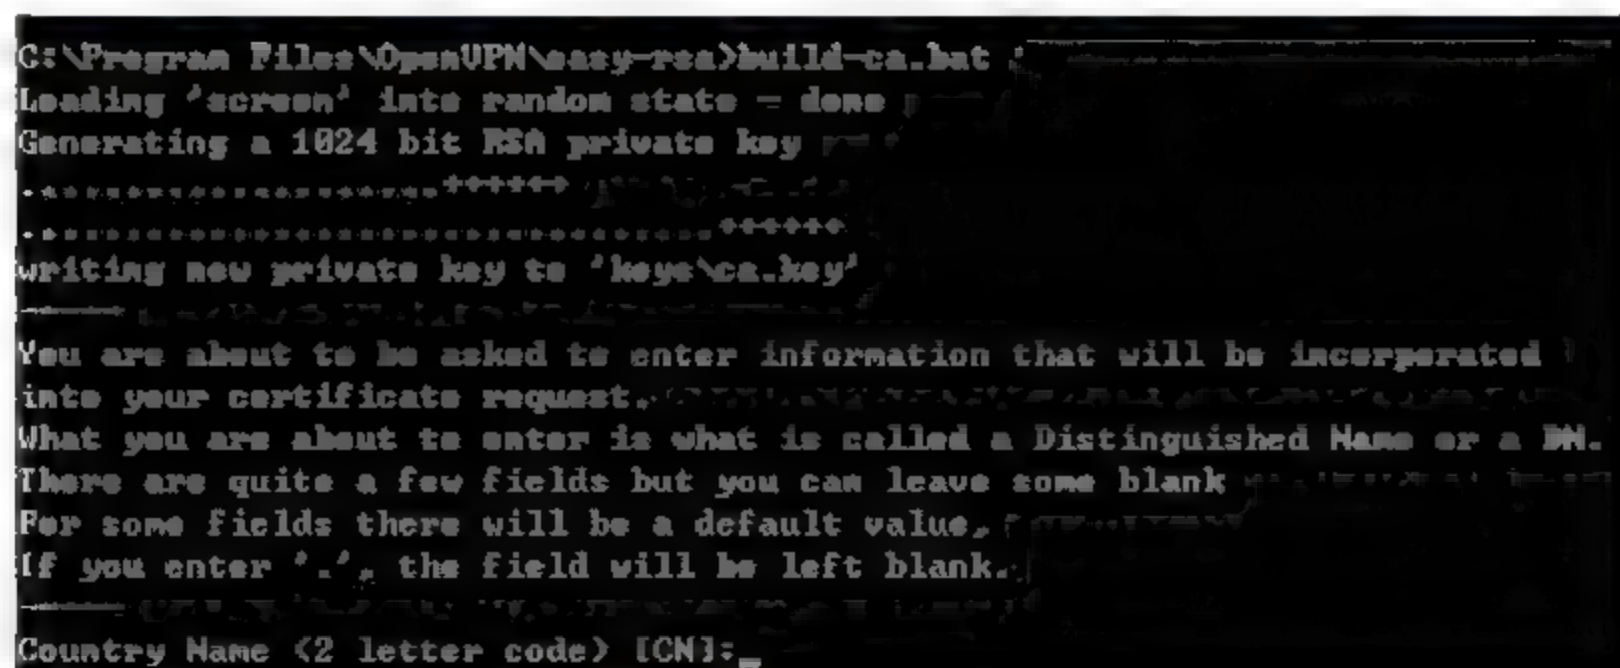 C:\Program Files\OpenVPN\easy-rsa>build-ca.bat
Loading 'screen' into random state - done
Generating a 1024 bit RSA private key
....................++++++
.................................++++++
writing new private key to 'keys\ca.key'
-----
You are about to be asked to enter information that will be incorporated
into your certificate request.
What you are about to enter is what is called a Distinguished Name or a DN.
There are quite a few fields but you can leave some blank
For some fields there will be a default value,
If you enter '.', the field will be left blank.
-----
Country Name (2 letter code) [CN]:_